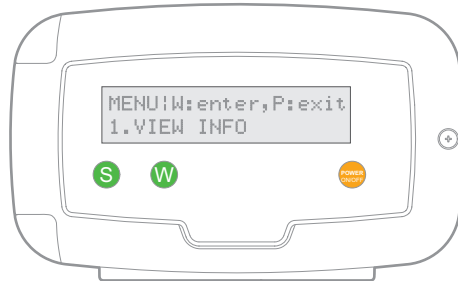 MENU¦W:enter,P:exit
1.VIEW INFO
S
W
POWER
ON/OFF